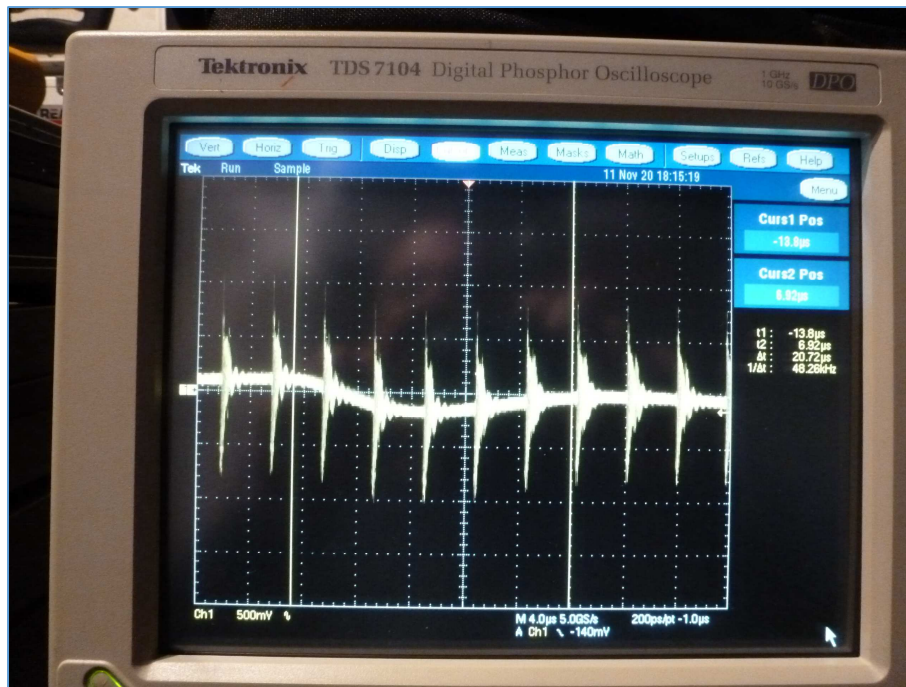 Tektronix TDS 7104 Digital Phosphor Oscilloscope 1 GHz 10 GS/s DPO
Vert Horiz Trig Disp Meas Masks Math Setups Refs Help
Tek Run Sample 11 Nov 20 18:15:19
Menu
Curs1 Pos
-13.8µs
Curs2 Pos
6.92µs
t1: -13.8µs
t2: 6.92µs
Δt: 20.72µs
1/Δt: 48.26kHz
Ch1 500mV
M 4.0µs 5.0GS/s 200ps/pt -1.0µs
A Ch1 \ -140mV